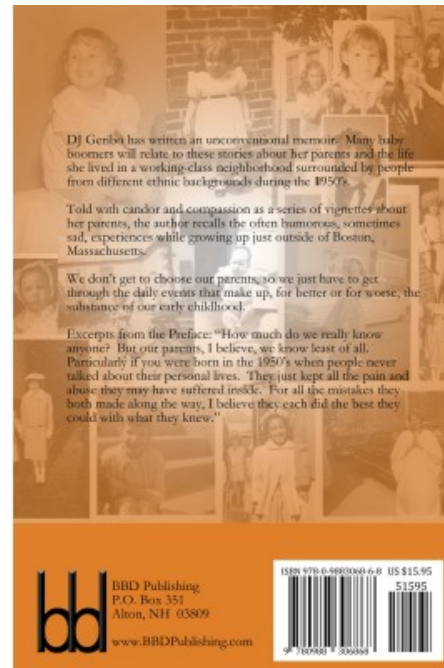 DJ Geribo has written an unconventional memoir.  Many baby
boomers will relate to these stories about her parents and the life
she lived in a working-class neighborhood surrounded by people
from different ethnic backgrounds during the 1950's.
Told with candor and compassion as a series of vignettes about
her parents, the author recalls the often humorous, sometimes
sad, experiences while growing up just outside of Boston,
Massachusetts.
We don't get to choose our parents, so we just have to get
through the daily events that make up, for better or for worse, the
substance of our early childhood.
Excerpts from the Preface: "How much do we really know
anyone?  But our parents, I believe, we know least of all.
Particularly if you were born in the 1950's when people never
talked about their personal lives.  They just kept all the pain and
abuse they may have suffered inside.  For all the mistakes they
both made along the way, I believe they each did the best they
could with what they knew."
bbd
BBD Publishing
P.O. Box 351
Alton, NH  03809
www.BBDPublishing.com
ISBN 978-0-9883068-6-8 US $15.95
51595
9 780988 306868